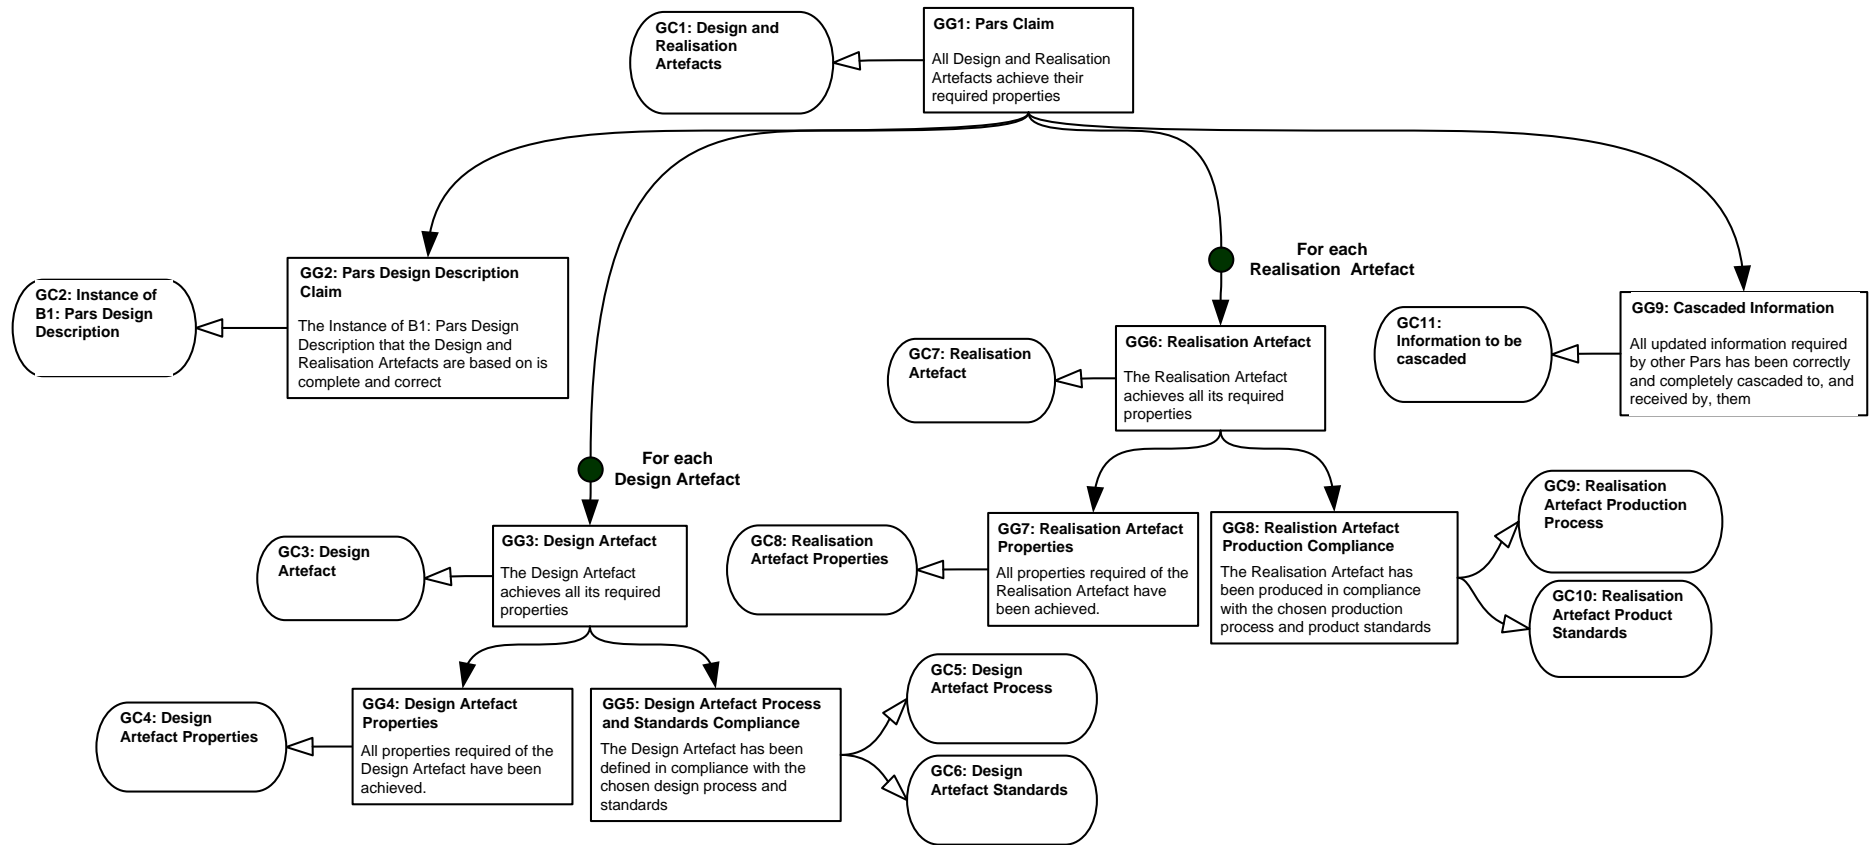 GC1: Design and
Realisation
Artefacts
GG1: Pars Claim
All Design and Realisation
Artefacts achieve their
required properties
GG2: Pars Design Description
Claim
The Instance of B1: Pars Design
Description that the Design and
Realisation Artefacts are based on is
complete and correct
GC2: Instance of
B1: Pars Design
Description
For each
Realisation Artefact
GG9: Cascaded Information
All updated information required
by other Pars has been correctly
and completely cascaded to, and
received by, them
GC11:
Information to be
cascaded
GG6: Realisation Artefact
The Realisation Artefact
achieves all its required
properties
GC7: Realisation
Artefact
For each
Design Artefact
GG3: Design Artefact
The Design Artefact
achieves all its required
properties
GC3: Design
Artefact
GC8: Realisation
Artefact Properties
GG7: Realisation Artefact
Properties
All properties required of the
Realisation Artefact have
been achieved.
GG8: Realistion Artefact
Production Compliance
The Realisation Artefact has
been produced in compliance
with the chosen production
process and product standards
GC9: Realisation
Artefact Production
Process
GC10: Realisation
Artefact Product
Standards
GC4: Design
Artefact Properties
GG4: Design Artefact
Properties
All properties required of the
Design Artefact have been
achieved.
GG5: Design Artefact Process
and Standards Compliance
The Design Artefact has been
defined in compliance with the
chosen design process and
standards
GC5: Design
Artefact Process
GC6: Design
Artefact Standards